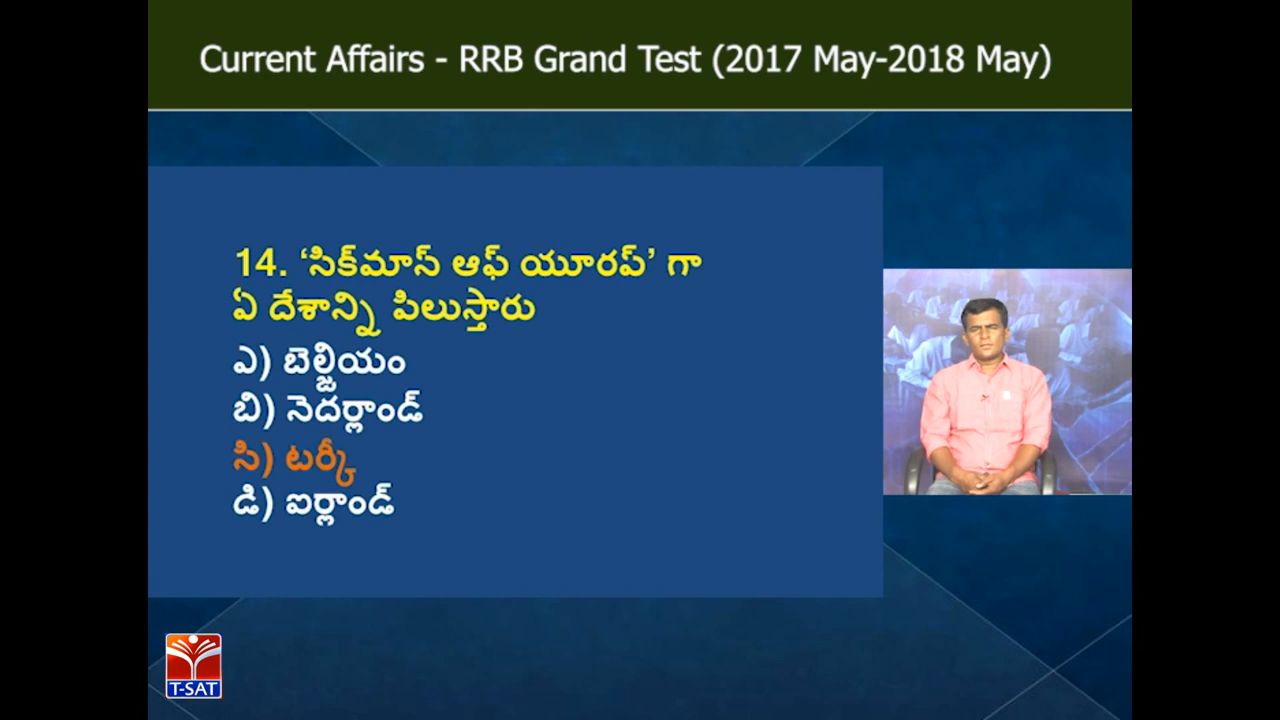 Current Affairs - RRB Grand Test (2017 May-2018 May)
14. ‘సిక్‌మాస్ ఆఫ్ యూరప్’ గా
ఏ దేశాన్ని పిలుస్తారు
ఎ) బెల్జియం
బి) నెదర్లాండ్
సి) టర్కీ
డి) ఐర్లాండ్
T-SAT